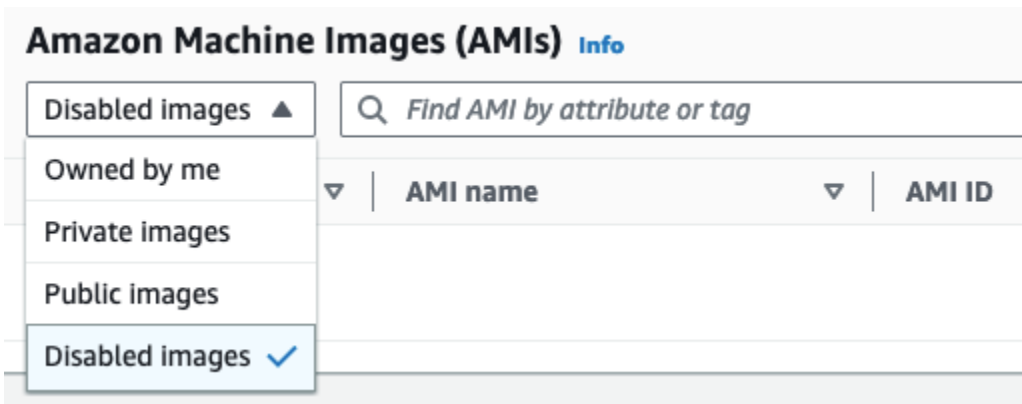 Amazon Machine Images (AMIs) Info
Disabled images Find AMI by attribute or tag
Owned by me
AMI name AMI ID
Private images
Public images
Disabled images